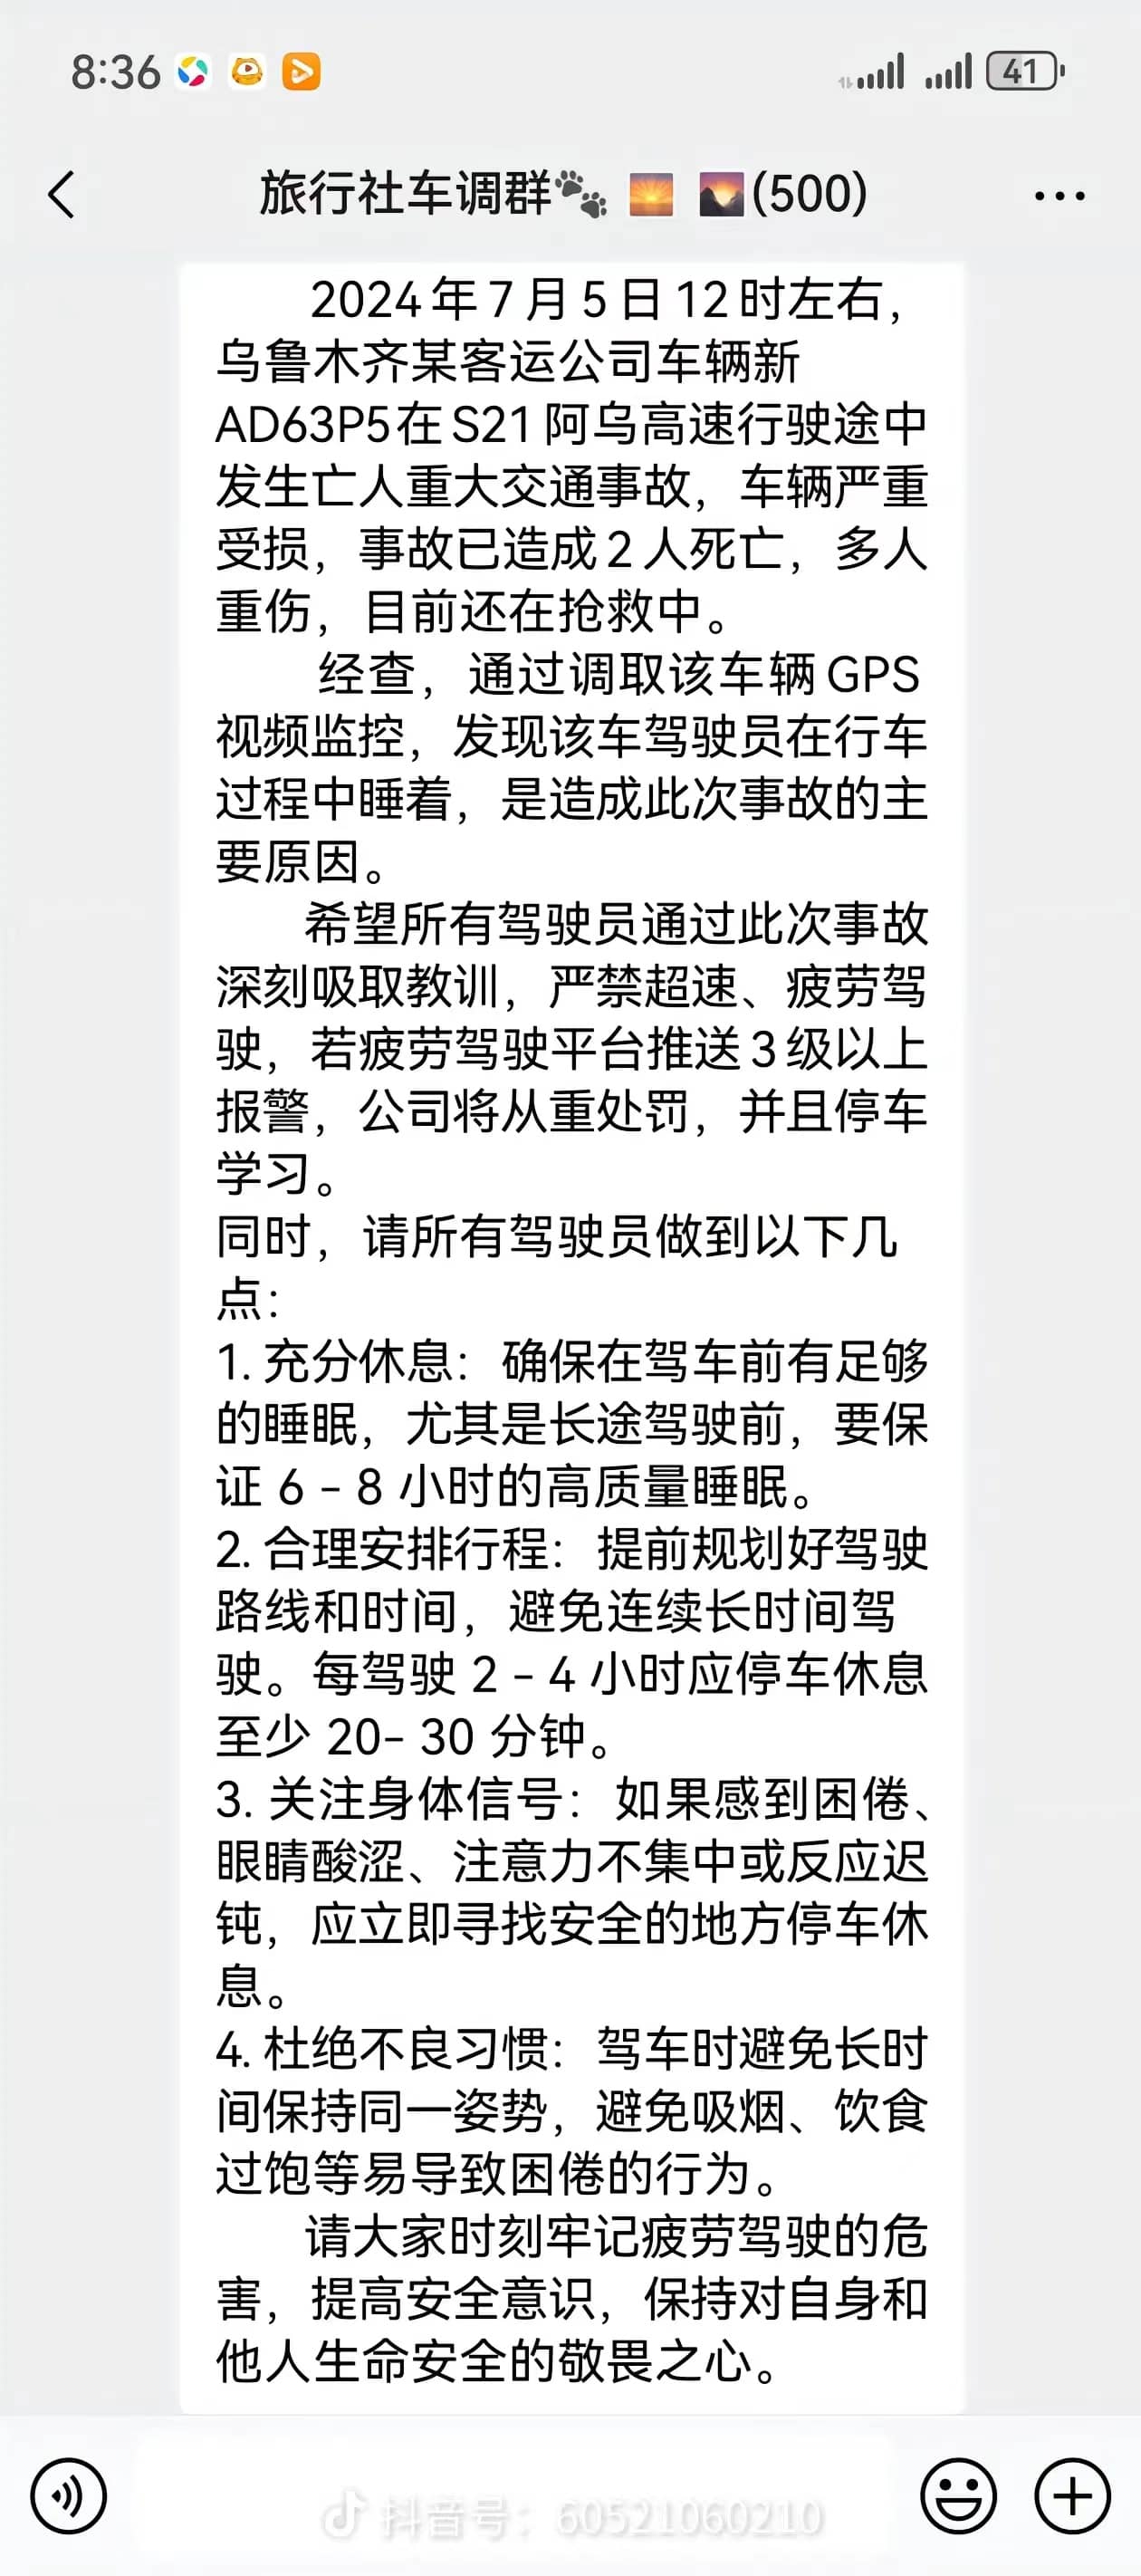 8:36
41
旅行社车调群🐾🌅🌄(500)
2024年7月5日12时左右，
乌鲁木齐某客运公司车辆新
AD63P5在S21阿乌高速行驶途中
发生亡人重大交通事故，车辆严重
受损，事故已造成2人死亡，多人
重伤，目前还在抢救中。
经查，通过调取该车辆GPS
视频监控，发现该车驾驶员在行车
过程中睡着，是造成此次事故的主
要原因。
希望所有驾驶员通过此次事故
深刻吸取教训，严禁超速、疲劳驾
驶，若疲劳驾驶平台推送3级以上
报警，公司将从重处罚，并且停车
学习。
同时，请所有驾驶员做到以下几
点：
1. 充分休息：确保在驾车前有足够
的睡眠，尤其是长途驾驶前，要保
证 6 - 8 小时的高质量睡眠。
2. 合理安排行程：提前规划好驾驶
路线和时间，避免连续长时间驾
驶。每驾驶 2 - 4 小时应停车休息
至少 20- 30 分钟。
3. 关注身体信号：如果感到困倦、
眼睛酸涩、注意力不集中或反应迟
钝，应立即寻找安全的地方停车休
息。
4. 杜绝不良习惯：驾车时避免长时
间保持同一姿势，避免吸烟、饮食
过饱等易导致困倦的行为。
请大家时刻牢记疲劳驾驶的危
害，提高安全意识，保持对自身和
他人生命安全的敬畏之心。
抖音号：60521060210